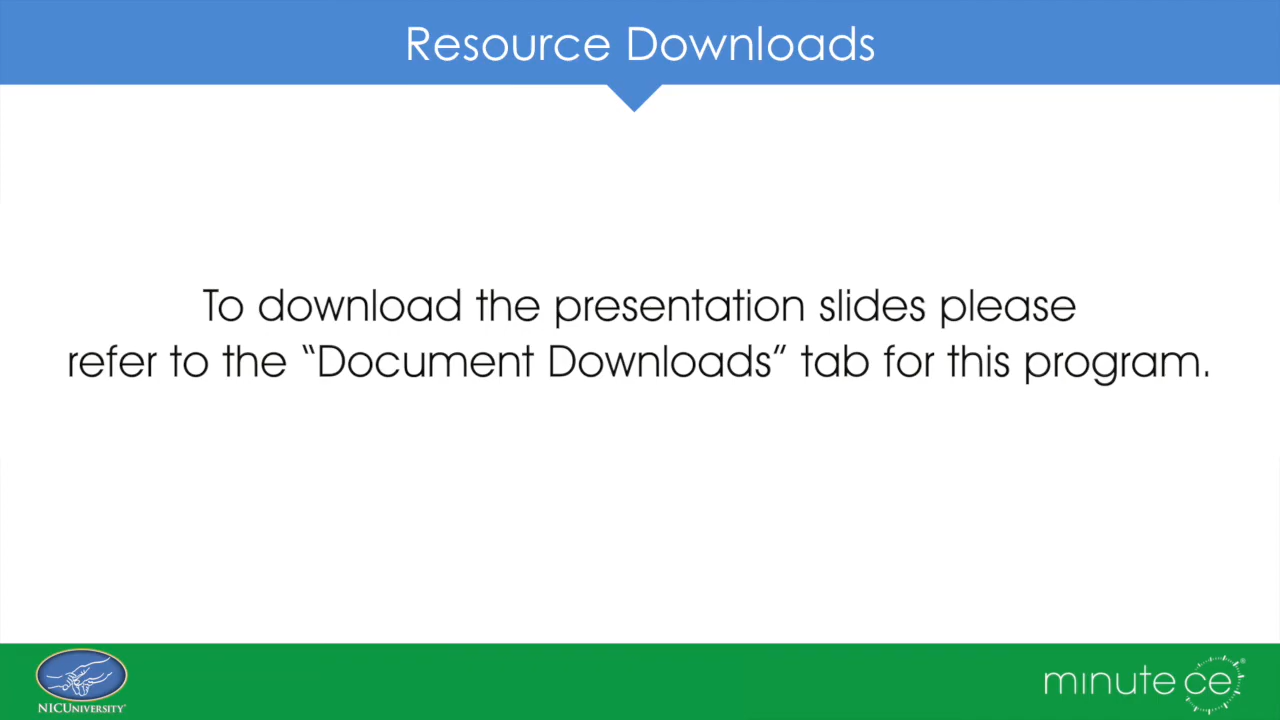 Resource Downloads
To download the presentation slides please
refer to the “Document Downloads” tab for this program.
NICUNIVERSITY
minute ce®